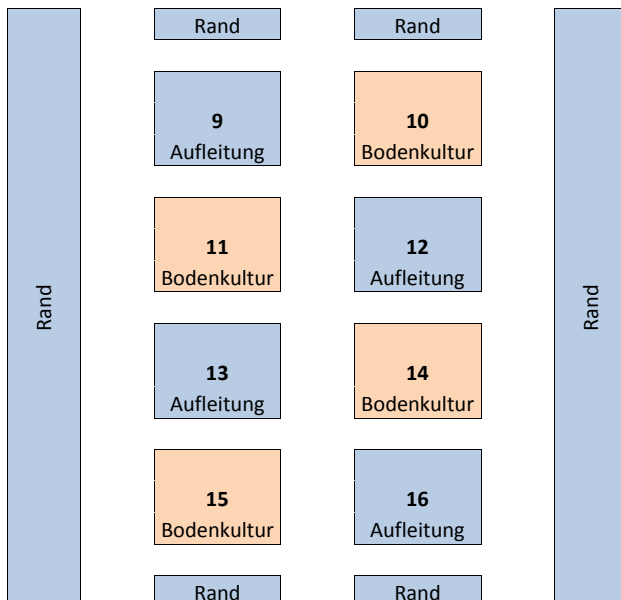 Rand
Rand
9
Aufleitung
10
Bodenkultur
11
Bodenkultur
12
Aufleitung
Rand
Rand
13
Aufleitung
14
Bodenkultur
15
Bodenkultur
16
Aufleitung
Rand
Rand